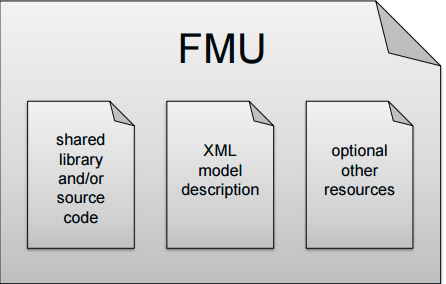 FMU
shared
library
and/or
source
code
XML
model
description
optional
other
resources